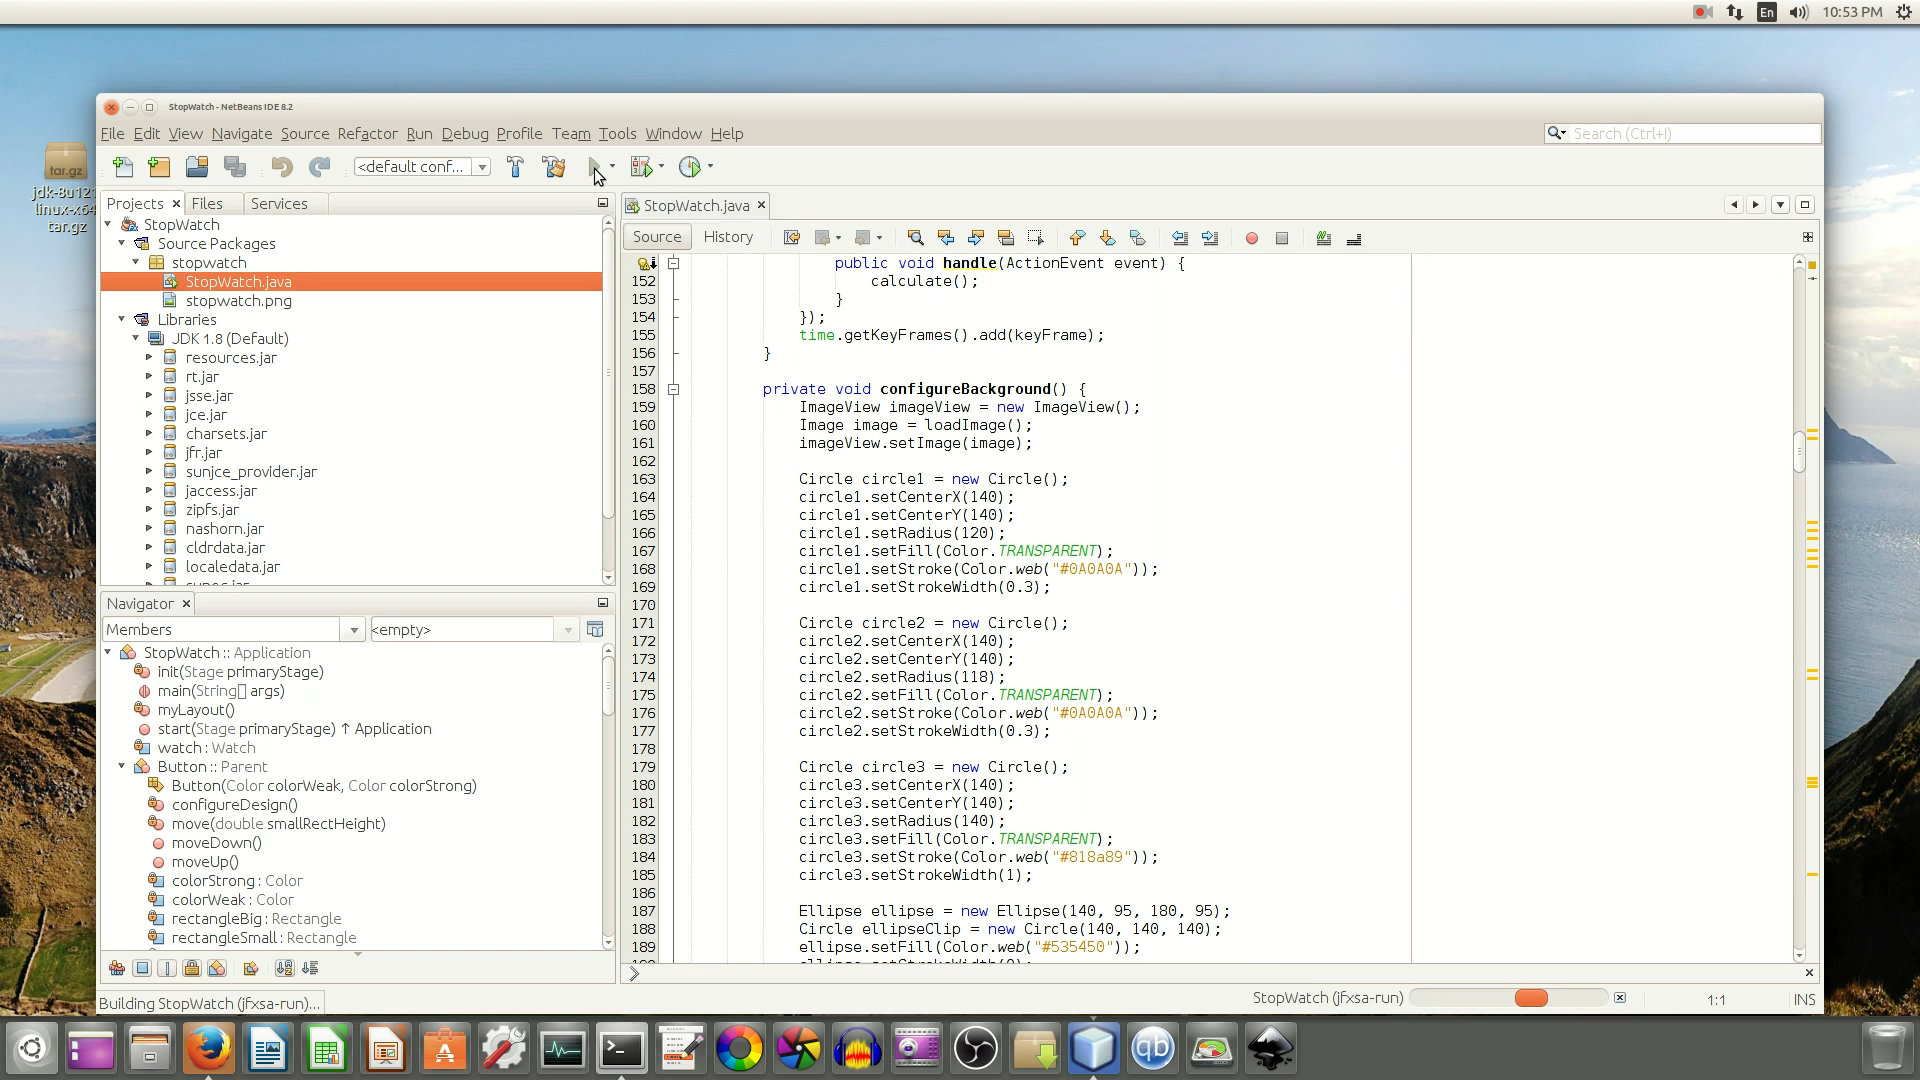 En
10:53 PM
tar.gz
jdk-8u121
linux-x64
tar.gz
StopWatch - NetBeans IDE 8.2
File Edit View Navigate Source Refactor Run Debug Profile Team Tools Window Help
Search (Ctrl+I)
<default conf...
Projects
Files
Services
StopWatch
Source Packages
stopwatch
StopWatch.java
stopwatch.png
Libraries
JDK 1.8 (Default)
resources.jar
rt.jar
jsse.jar
jce.jar
charsets.jar
jfr.jar
sunjce_provider.jar
jaccess.jar
zipfs.jar
nashorn.jar
cldrdata.jar
localedata.jar
Navigator
Members
<empty>
StopWatch :: Application
init(Stage primaryStage)
main(String[] args)
myLayout()
start(Stage primaryStage) ↑ Application
watch : Watch
Button :: Parent
Button(Color colorWeak, Color colorStrong)
configureDesign()
move(double smallRectHeight)
moveDown()
moveUp()
colorStrong : Color
colorWeak : Color
rectangleBig : Rectangle
rectangleSmall : Rectangle
StopWatch.java
Source
History
public void handle(ActionEvent event) {
152 calculate();
153 }
154 });
155 time.getKeyFrames().add(keyFrame);
156 }
157
158 private void configureBackground() {
159 ImageView imageView = new ImageView();
160 Image image = loadImage();
161 imageView.setImage(image);
162
163 Circle circle1 = new Circle();
164 circle1.setCenterX(140);
165 circle1.setCenterY(140);
166 circle1.setRadius(120);
167 circle1.setFill(Color.TRANSPARENT);
168 circle1.setStroke(Color.web("#0A0A0A"));
169 circle1.setStrokeWidth(0.3);
170
171 Circle circle2 = new Circle();
172 circle2.setCenterX(140);
173 circle2.setCenterY(140);
174 circle2.setRadius(118);
175 circle2.setFill(Color.TRANSPARENT);
176 circle2.setStroke(Color.web("#0A0A0A"));
177 circle2.setStrokeWidth(0.3);
178
179 Circle circle3 = new Circle();
180 circle3.setCenterX(140);
181 circle3.setCenterY(140);
182 circle3.setRadius(140);
183 circle3.setFill(Color.TRANSPARENT);
184 circle3.setStroke(Color.web("#818a89"));
185 circle3.setStrokeWidth(1);
186
187 Ellipse ellipse = new Ellipse(140, 95, 180, 95);
188 Circle ellipseClip = new Circle(140, 140, 140);
189 ellipse.setFill(Color.web("#535450"));
Building StopWatch (jfxsa-run)...
StopWatch (jfxsa-run)
1:1
INS
qb